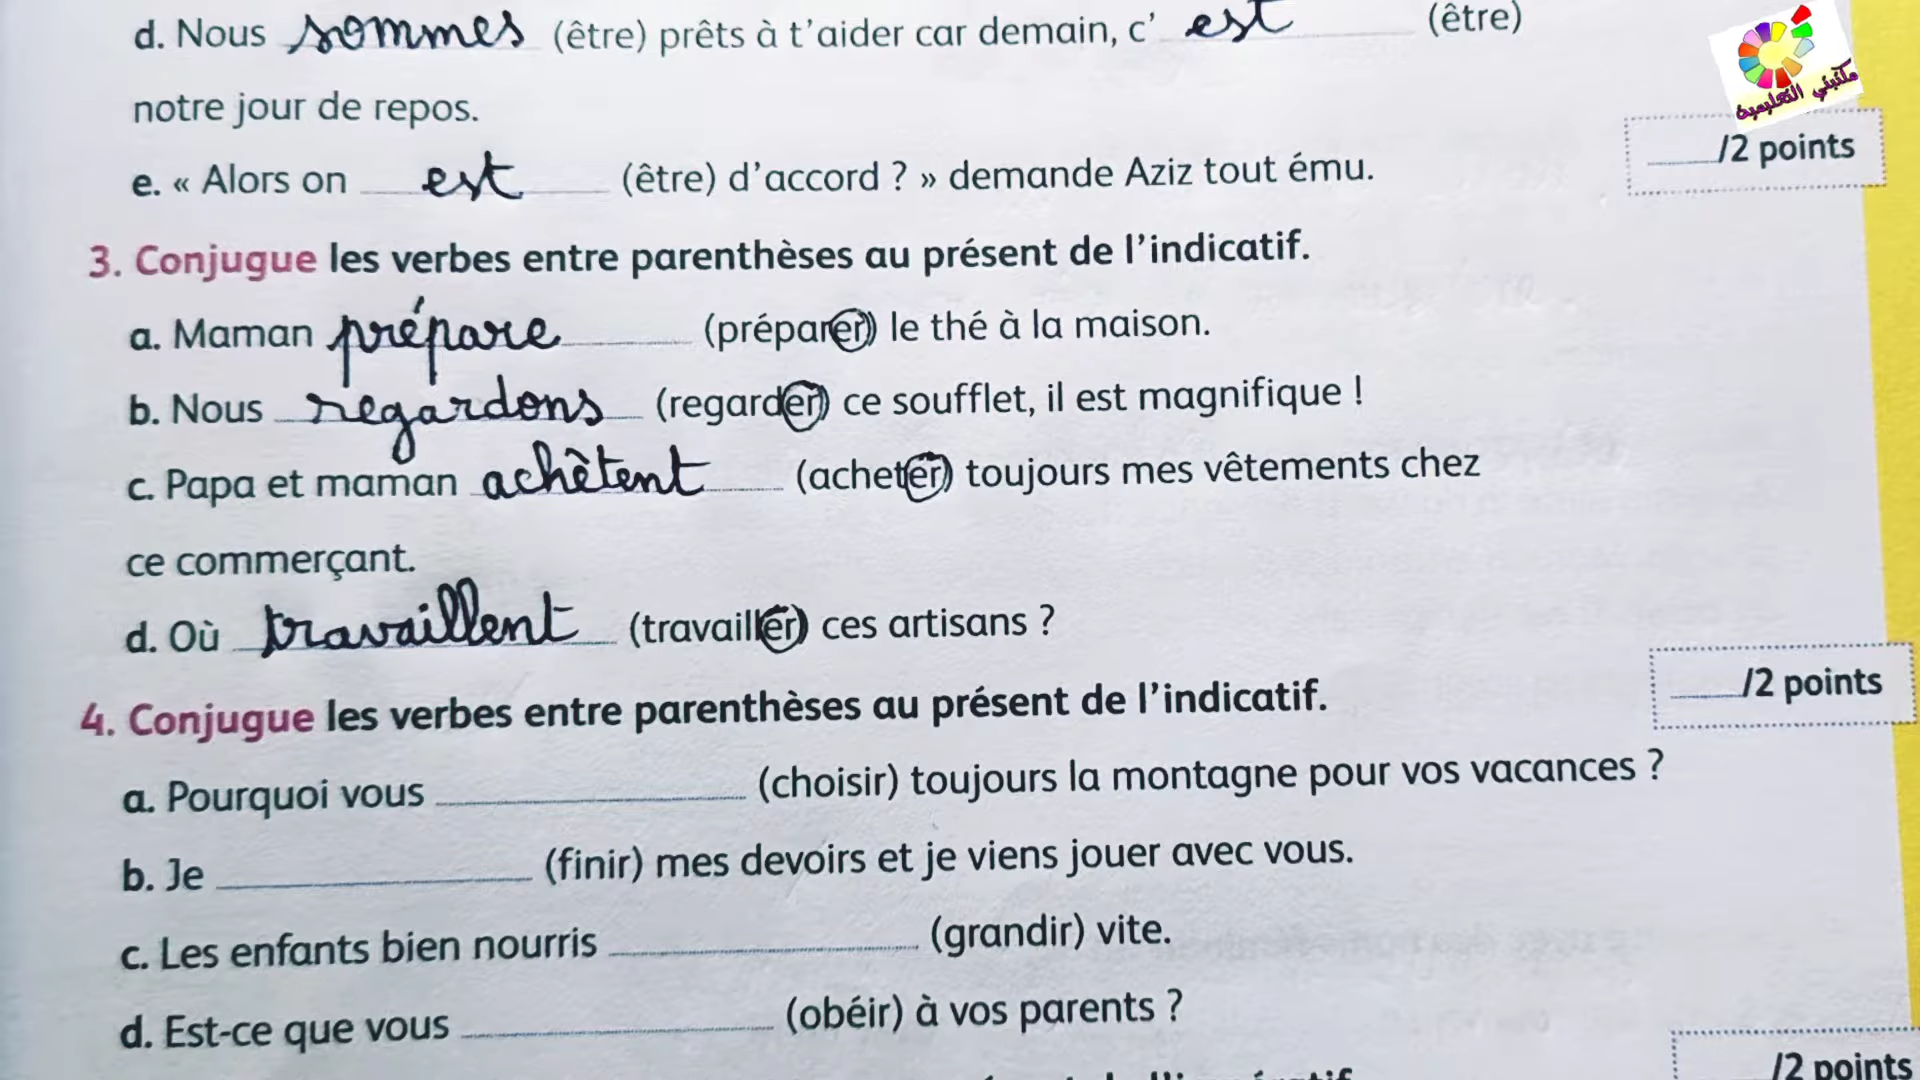 d. Nous sommes (être) prêts à t'aider car demain, c' est (être)
notre jour de repos.
مكتبتي التعليمية
/2 points
e. « Alors on est (être) d'accord ? » demande Aziz tout ému.
3. Conjugue les verbes entre parenthèses au présent de l'indicatif.
a. Maman prépare (préparer) le thé à la maison.
b. Nous regardons (regarder) ce soufflet, il est magnifique !
c. Papa et maman achètent (acheter) toujours mes vêtements chez
ce commerçant.
d. Où travaillent (travailler) ces artisans ?
/2 points
4. Conjugue les verbes entre parenthèses au présent de l'indicatif.
a. Pourquoi vous (choisir) toujours la montagne pour vos vacances ?
b. Je (finir) mes devoirs et je viens jouer avec vous.
c. Les enfants bien nourris (grandir) vite.
d. Est-ce que vous (obéir) à vos parents ?
/2 points